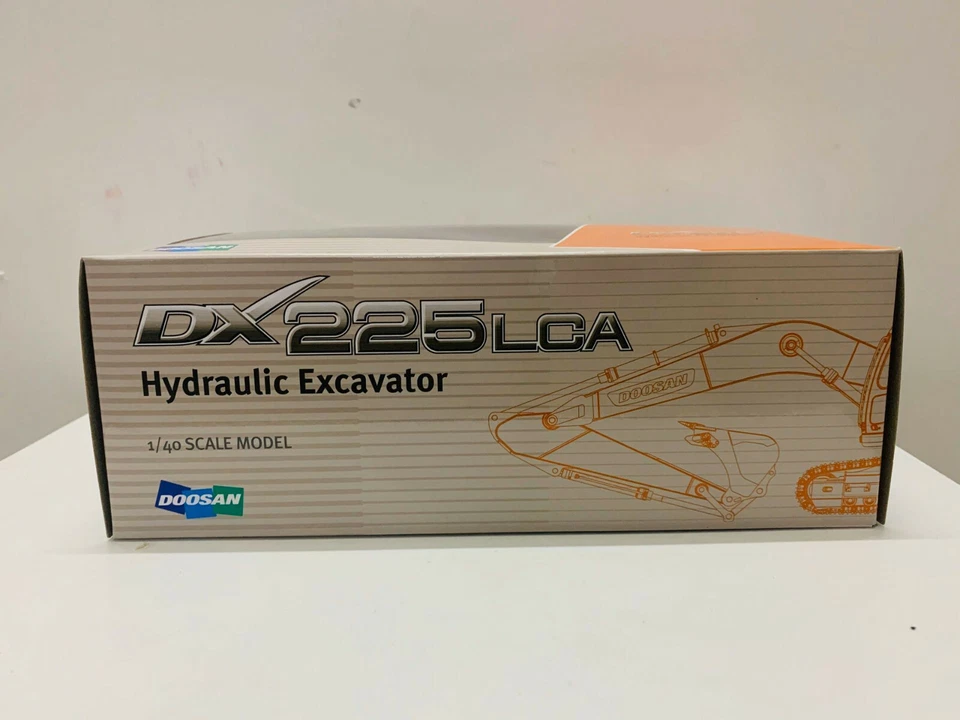 DX225LCA
Hydraulic Excavator
1/40 SCALE MODEL
DOOSAN
DOOSAN